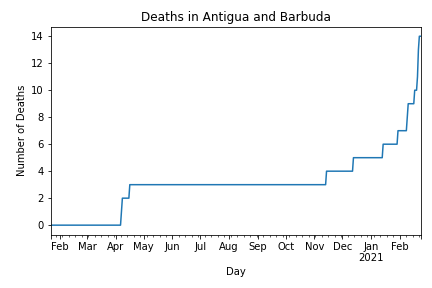 Deaths in Antigua and Barbuda
Number of Deaths
14
12
10
8
6
4
2
0
Feb Mar Apr May Jun Jul Aug Sep Oct Nov Dec Jan Feb
2021
Day